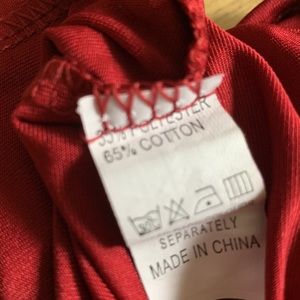 35% POLYESTER
65% COTTON
SEPARATELY
MADE IN CHINA